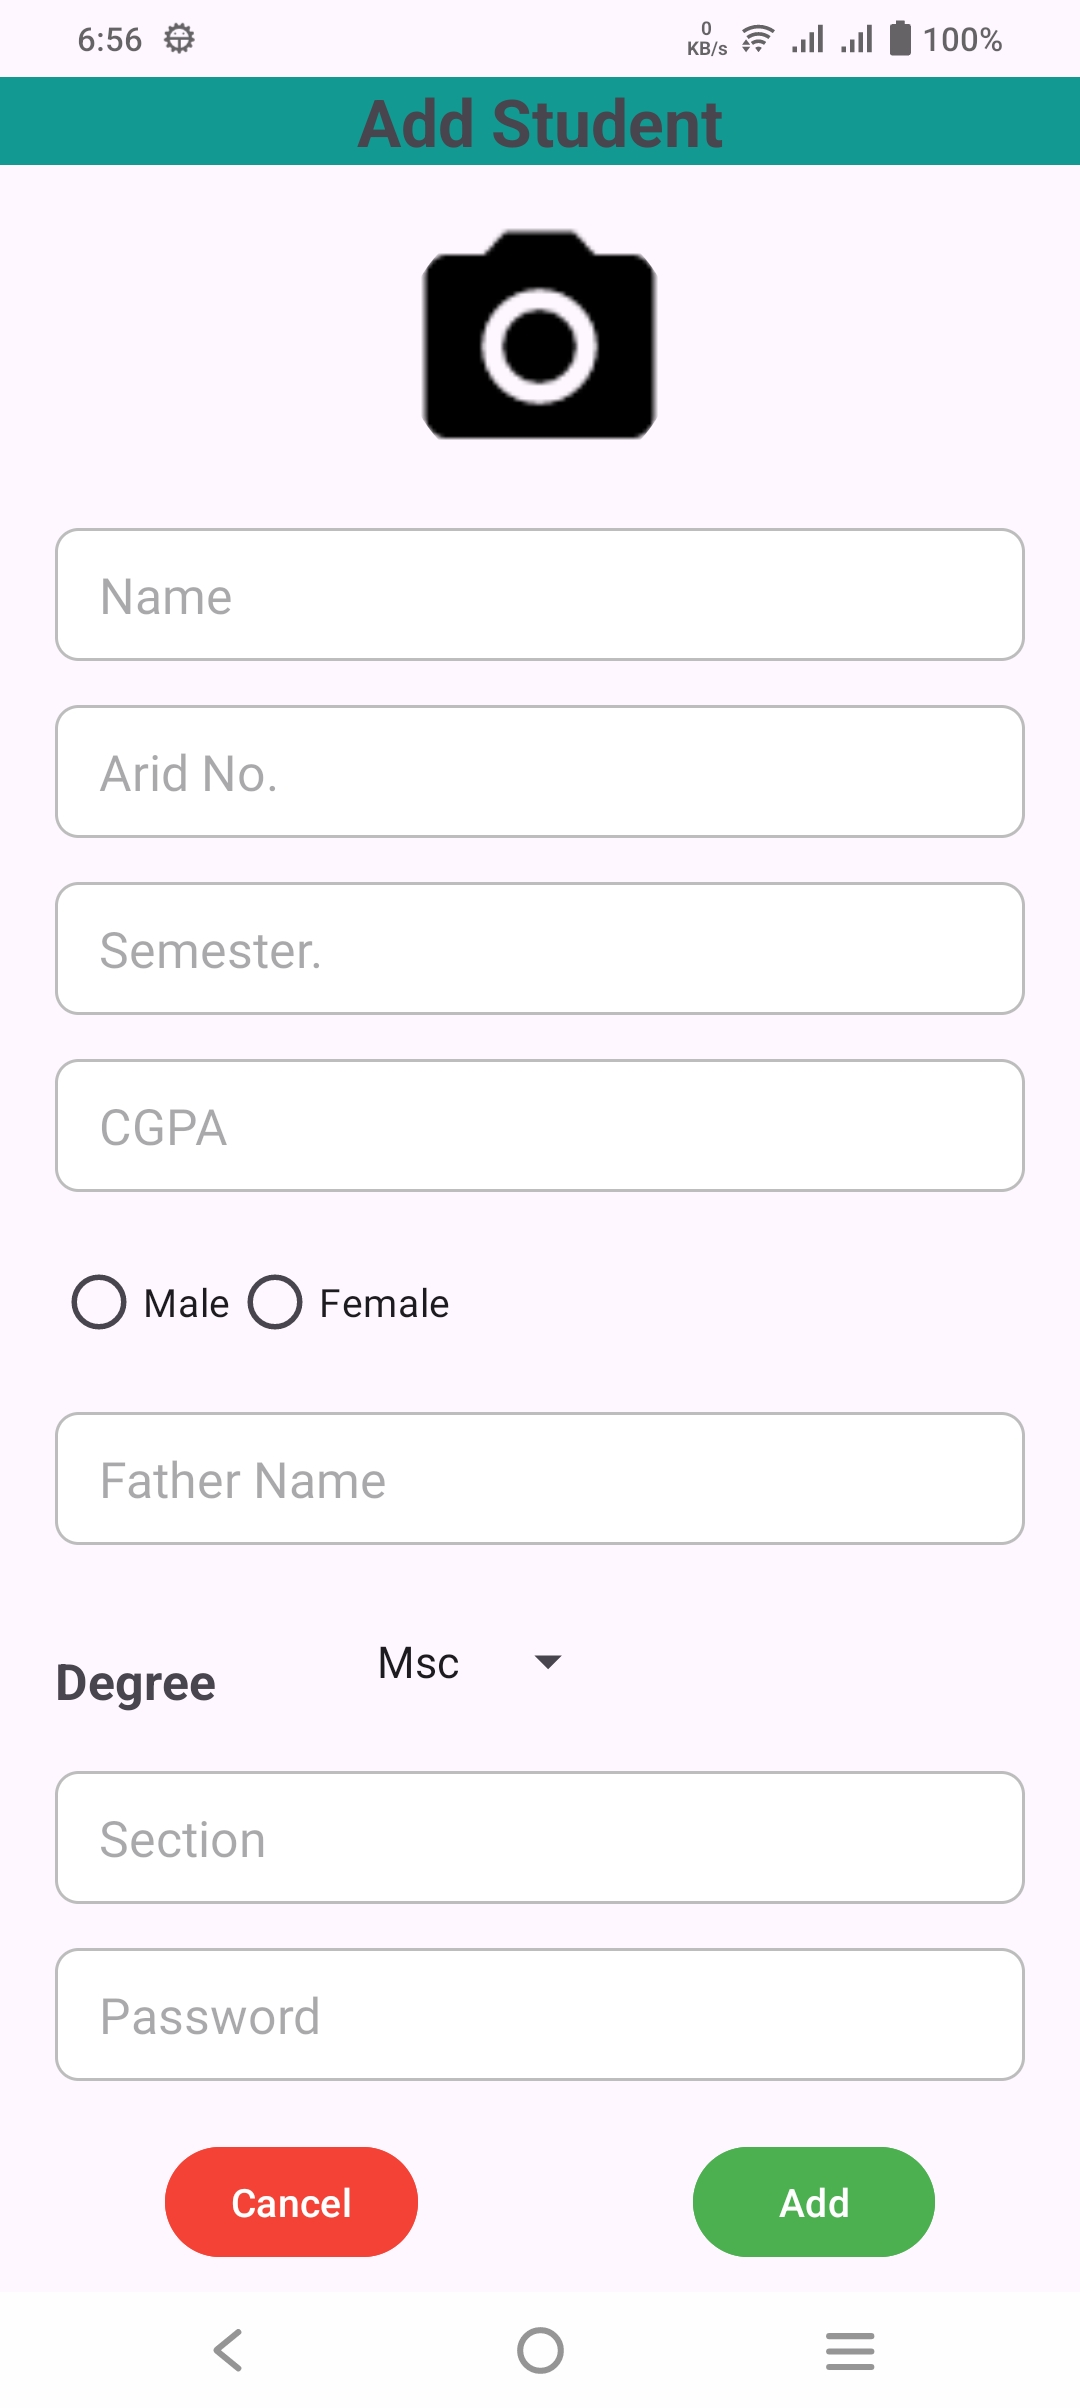 6:56 0 KB/s 100%
Add Student
Name
Arid No.
Semester.
CGPA
Male Female
Father Name
Degree Msc
Section
Password
Cancel Add